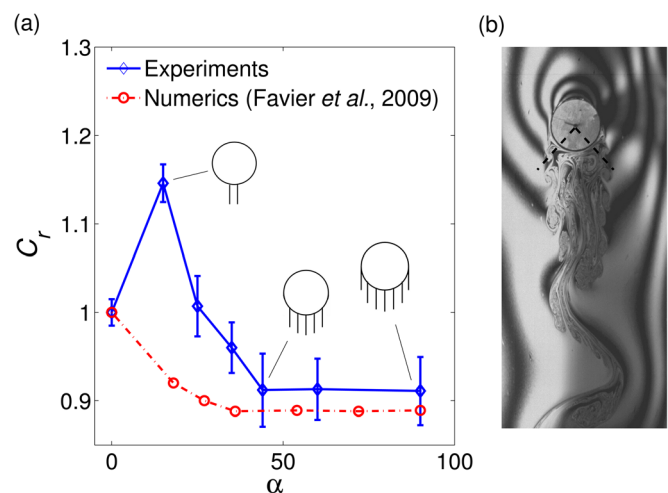 (a)
(b)
1.3
1.2
1.1
1
0.9
C_r
Experiments
Numerics (Favier et al., 2009)
0
50
100
α